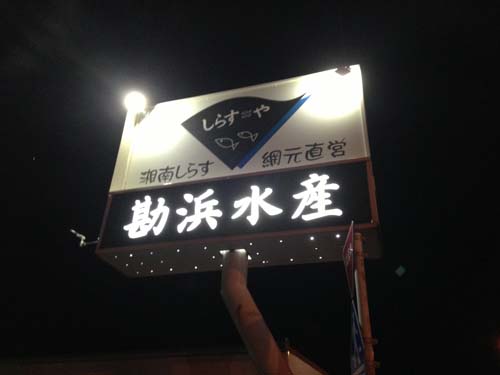 しらすや
湘南しらす 網元直営
勘浜水産